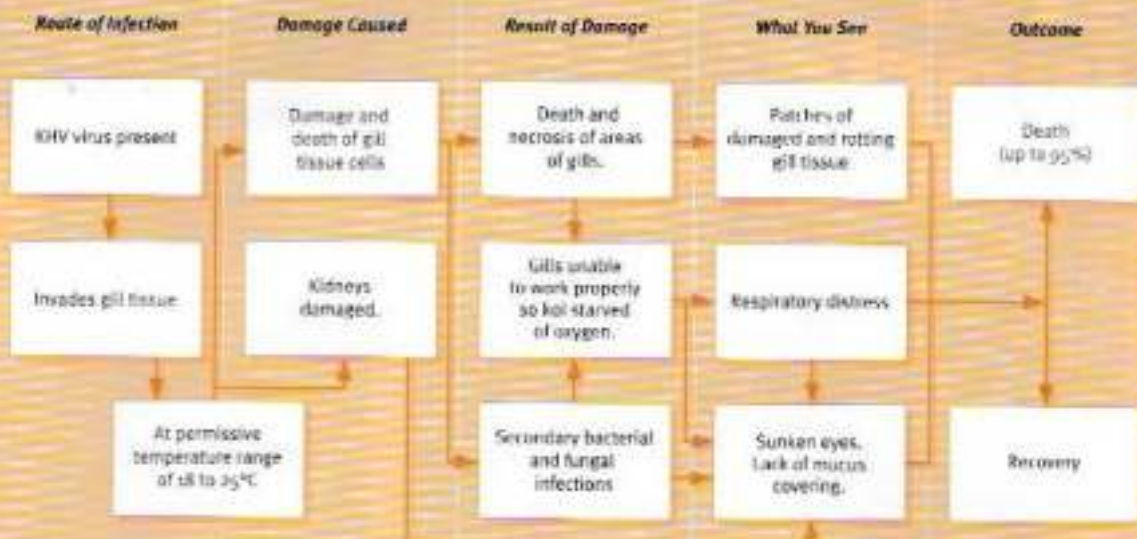 Route of Infection
Damage Caused
Result of Damage
What You See
Outcome
KHV virus present
Damage and
death of gill
tissue cells
Death and
necrosis of areas
of gills.
Patches of
damaged and rotting
gill tissue
Death
(up to 95%)
Invades gill tissue
Kidneys
damaged.
Gills unable
to work properly
so koi starved
of oxygen.
Respiratory distress
At permissive
temperature range
of 18 to 25°C
Secondary bacterial
and fungal
infections
Sunken eyes.
Lack of mucus
covering.
Recovery